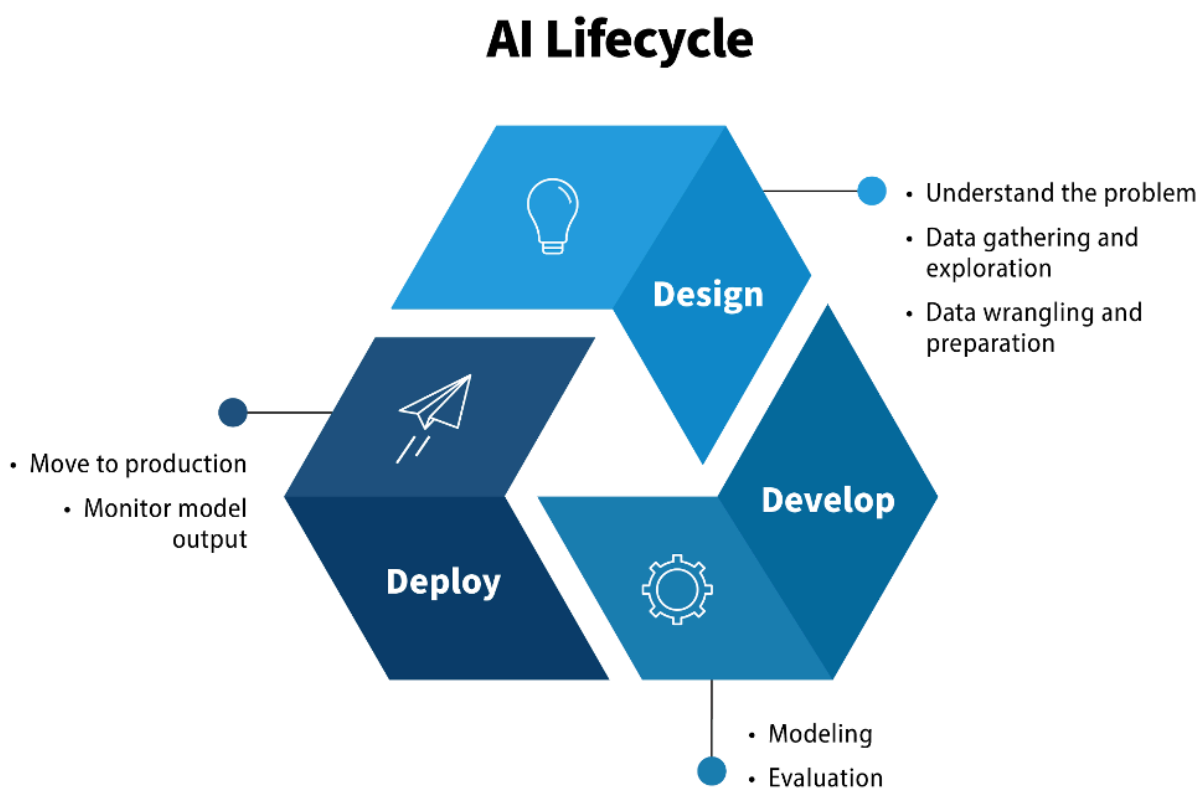 AI Lifecycle
Design
• Understand the problem
• Data gathering and
exploration
• Data wrangling and
preparation
Develop
• Modeling
• Evaluation
Deploy
• Move to production
• Monitor model
output